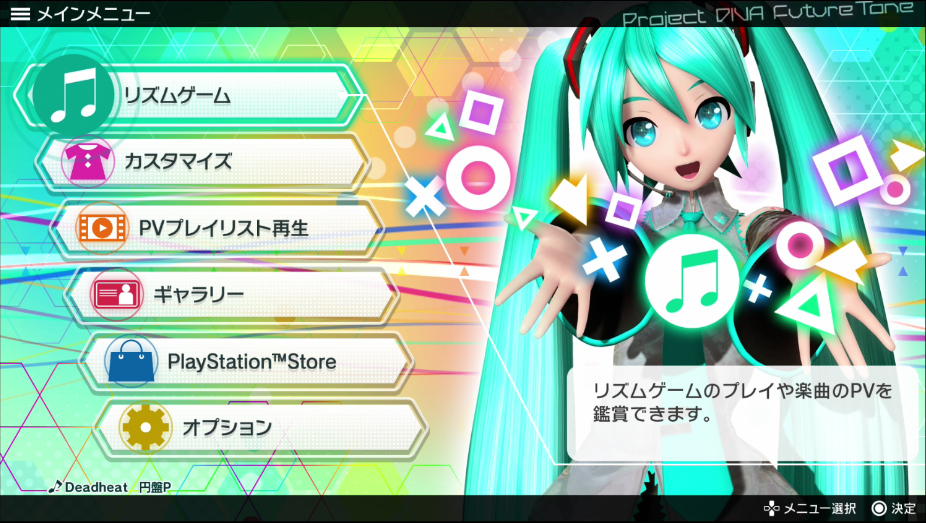 メインメニュー
Project DIVA Future Tone
リズムゲーム
カスタマイズ
PVプレイリスト再生
ギャラリー
PlayStation™Store
オプション
リズムゲームのプレイや楽曲のPVを
鑑賞できます。
Deadheat 円盤P
メニュー選択 決定